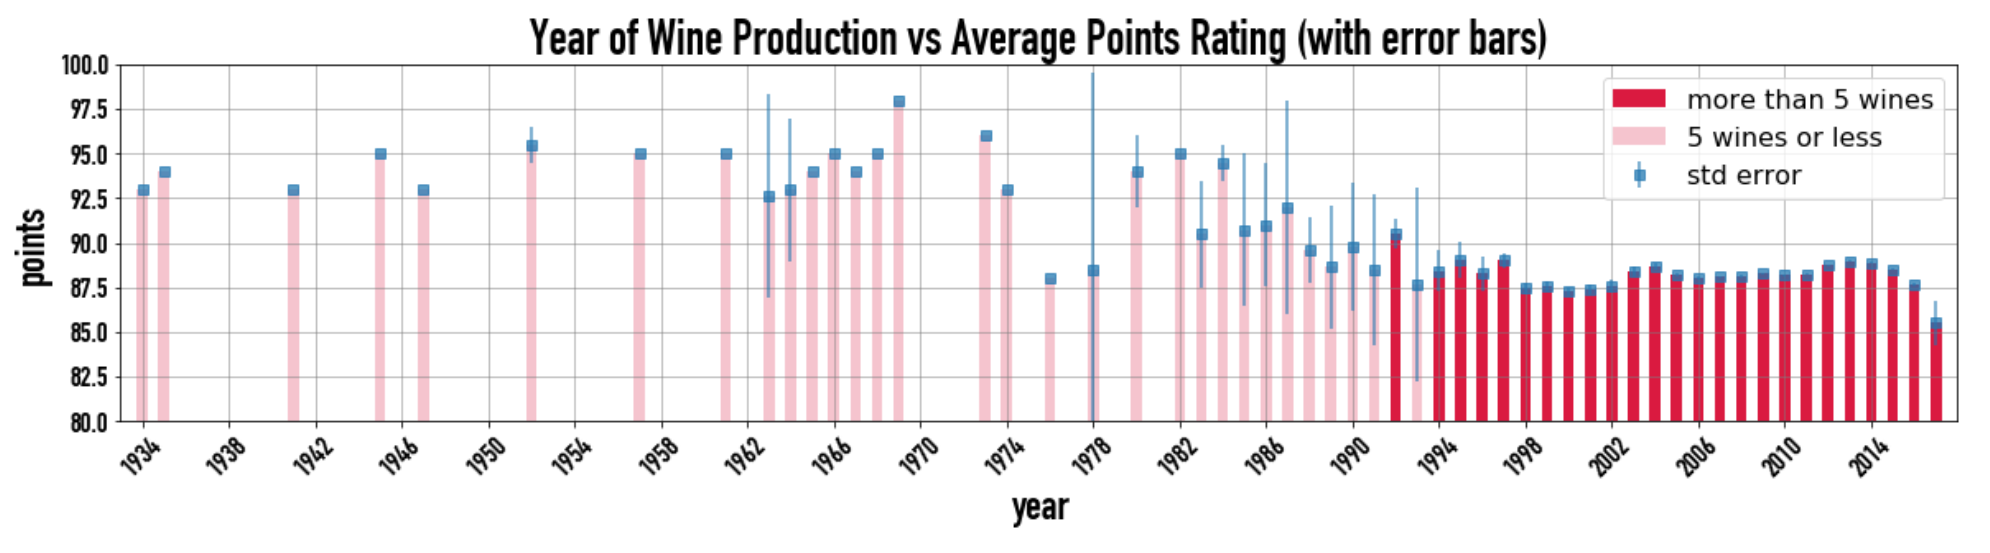 Year of Wine Production vs Average Points Rating (with error bars)
100.0
97.5
95.0
92.5
90.0
87.5
85.0
82.5
80.0
points
more than 5 wines
5 wines or less
std error
1934 1938 1942 1946 1950 1954 1958 1962 1966 1970 1974 1978 1982 1986 1990 1994 1998 2002 2006 2010 2014
year